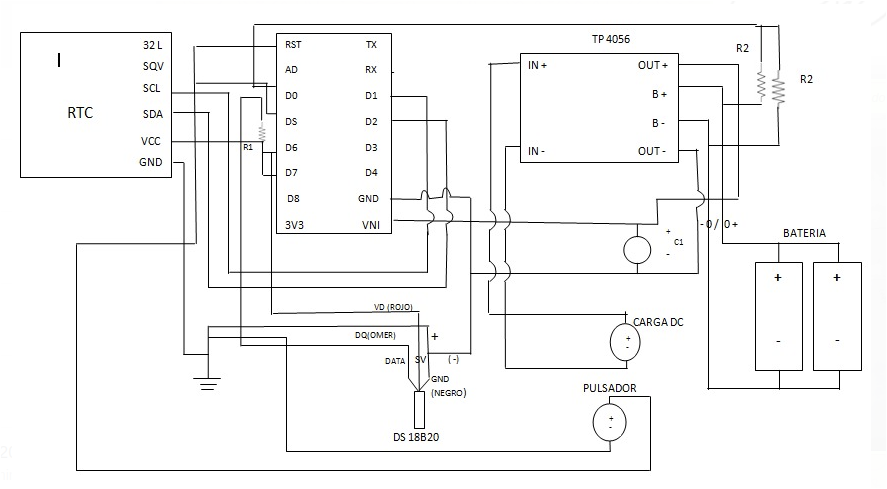 I
RTC
32 L
SQV
SCL
SDA
VCC
GND
RST
AD
D0
DS
D6
D7
D8
3V3
TX
RX
D1
D2
D3
D4
GND
VNI
R1
TP 4056
IN +
IN -
OUT +
B +
B -
OUT -
R2
R2
- 0 / 0 +
BATERIA
+
-
+
-
+
C1
-
VD (ROJO)
DQ(OMER)
+
DATA
SV
(-)
GND
(NEGRO)
DS 18B20
CARGA DC
+
-
PULSADOR
+
-